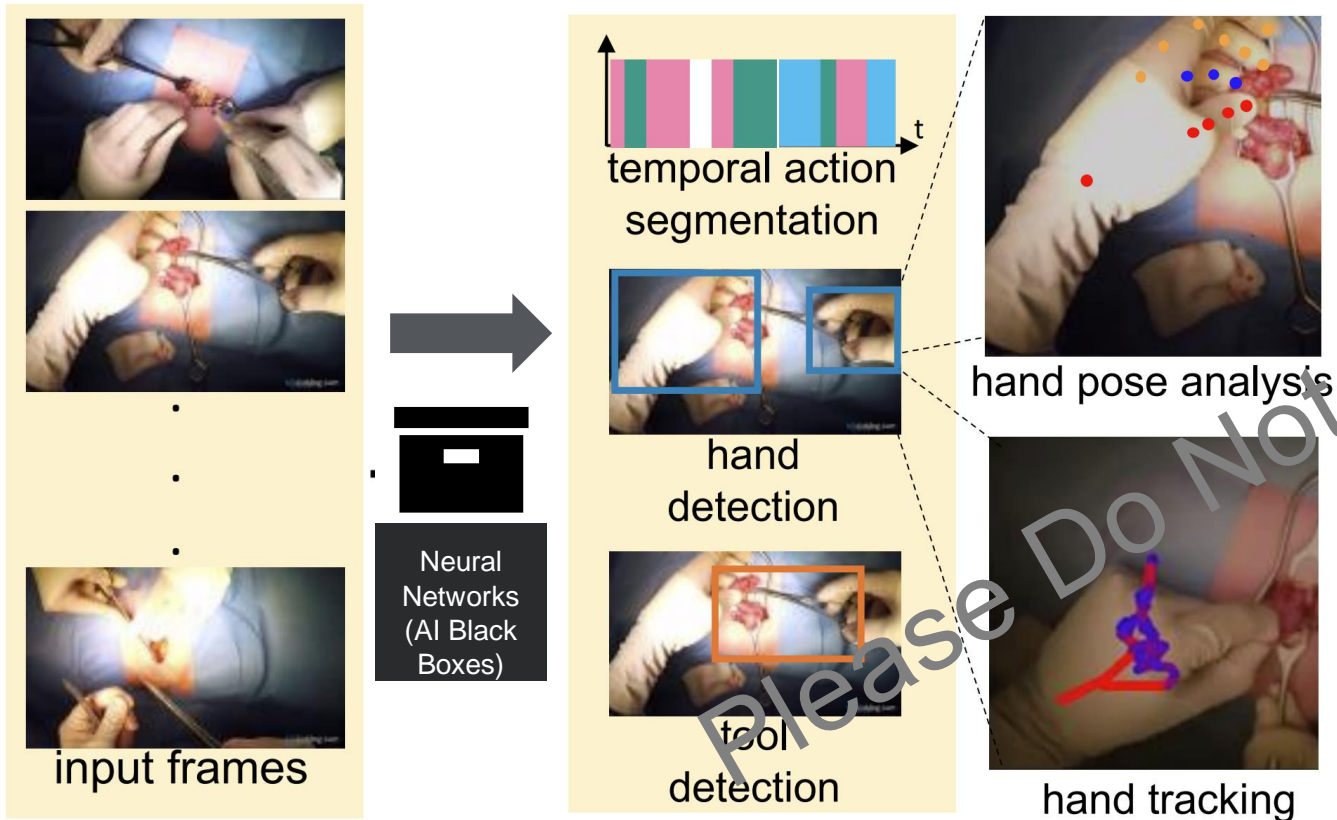 input frames
Neural
Networks
(AI Black
Boxes)
t
temporal action
segmentation
hand
detection
tool
detection
hand pose analysis
hand tracking
Please Do Not